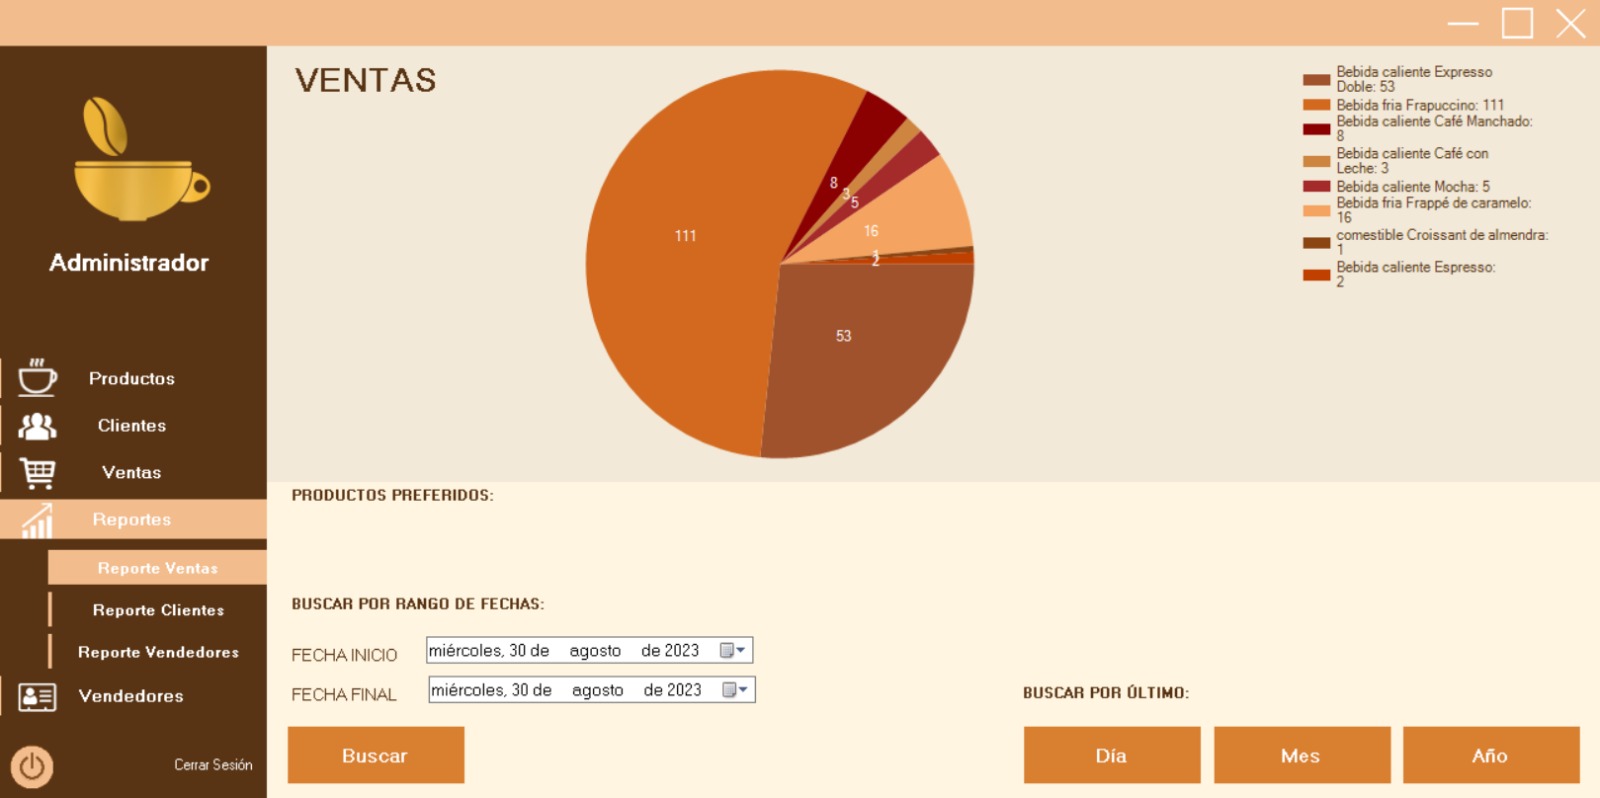 VENTAS
Bebida caliente Expresso
Doble: 53
Bebida fria Frapuccino: 111
Bebida caliente Café Manchado:
8
Bebida caliente Café con
Leche: 3
Bebida caliente Mocha: 5
Bebida fria Frappé de caramelo:
16
comestible Croissant de almendra:
1
Bebida caliente Espresso:
2
8
3
5
111
16
1
2
53
Administrador
Productos
Clientes
Ventas
Reportes
Reporte Ventas
Reporte Clientes
Reporte Vendedores
Vendedores
Cerrar Sesión
PRODUCTOS PREFERIDOS:
BUSCAR POR RANGO DE FECHAS:
FECHA INICIO miércoles, 30 de agosto de 2023
FECHA FINAL miércoles, 30 de agosto de 2023
Buscar
BUSCAR POR ÚLTIMO:
Día Mes Año